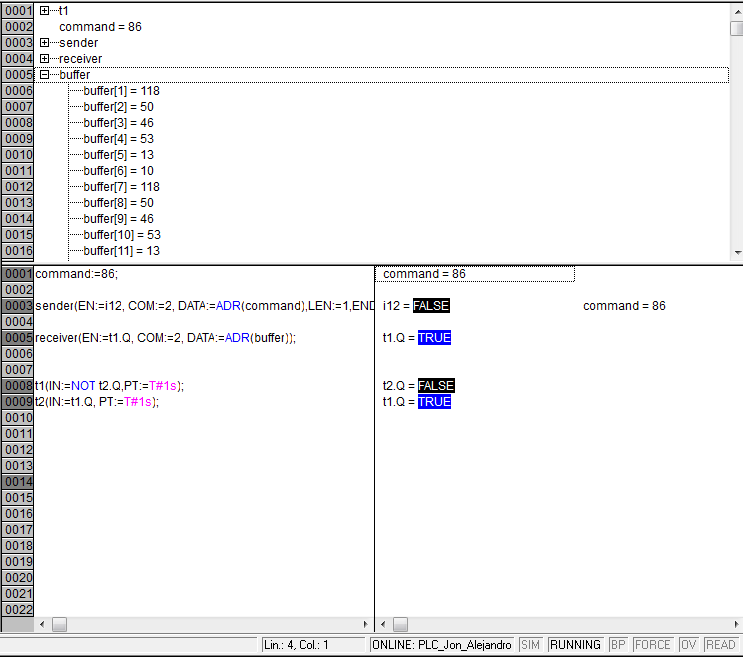 0001 t1
0002 command = 86
0003 sender
0004 receiver
0005 buffer
0006 buffer[1] = 118
0007 buffer[2] = 50
0008 buffer[3] = 46
0009 buffer[4] = 53
0010 buffer[5] = 13
0011 buffer[6] = 10
0012 buffer[7] = 118
0013 buffer[8] = 50
0014 buffer[9] = 46
0015 buffer[10] = 53
0016 buffer[11] = 13
0001 command:=86; command = 86
0002
0003 sender(EN:=i12, COM:=2, DATA:=ADR(command),LEN:=1,END i12 = FALSE command = 86
0004
0005 receiver(EN:=t1.Q, COM:=2, DATA:=ADR(buffer)); t1.Q = TRUE
0006
0007
0008 t1(IN:=NOT t2.Q,PT:=T#1s); t2.Q = FALSE
0009 t2(IN:=t1.Q, PT:=T#1s); t1.Q = TRUE
0010
0011
0012
0013
0014
0015
0016
0017
0018
0019
0020
0021
0022
Lin.: 4, Col.: 1 ONLINE: PLC_Jon_Alejandro SIM RUNNING BP FORCE OV READ